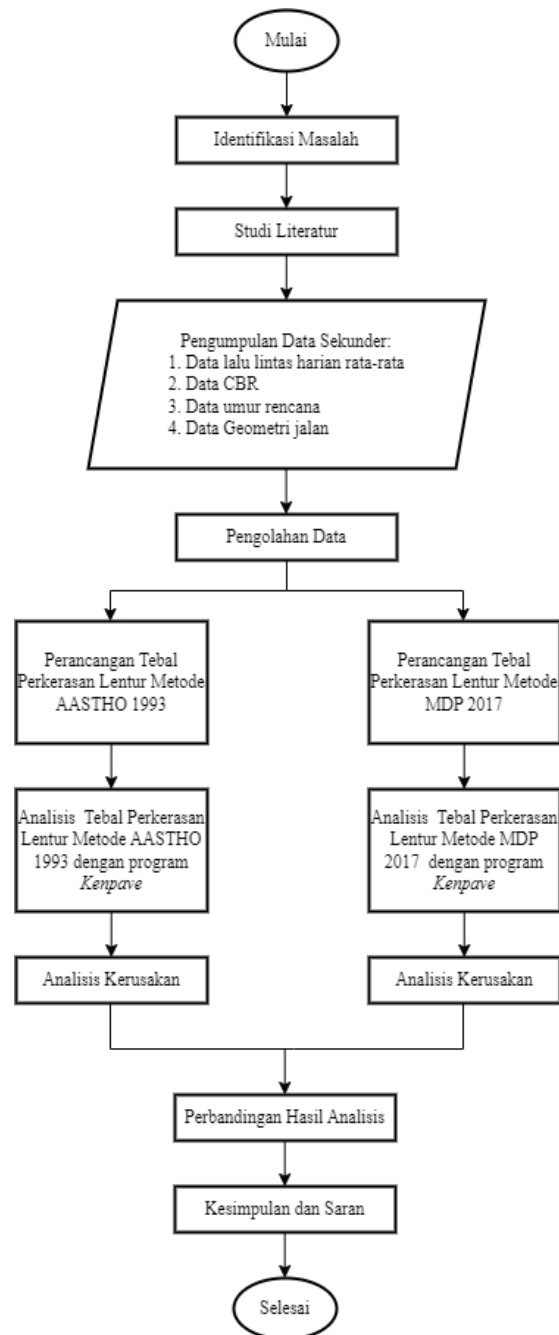 Mulai
Identifikasi Masalah
Studi Literatur
Pengumpulan Data Sekunder:
1. Data lalu lintas harian rata-rata
2. Data CBR
3. Data umur rencana
4. Data Geometri jalan
Pengolahan Data
Perancangan Tebal
Perkerasan Lentur Metode
AASTHO 1993
Analisis Tebal Perkerasan
Lentur Metode AASTHO
1993 dengan program
Kenpave
Analisis Kerusakan
Perancangan Tebal
Perkerasan Lentur Metode
MDP 2017
Analisis Tebal Perkerasan
Lentur Metode MDP
2017 dengan program
Kenpave
Analisis Kerusakan
Perbandingan Hasil Analisis
Kesimpulan dan Saran
Selesai